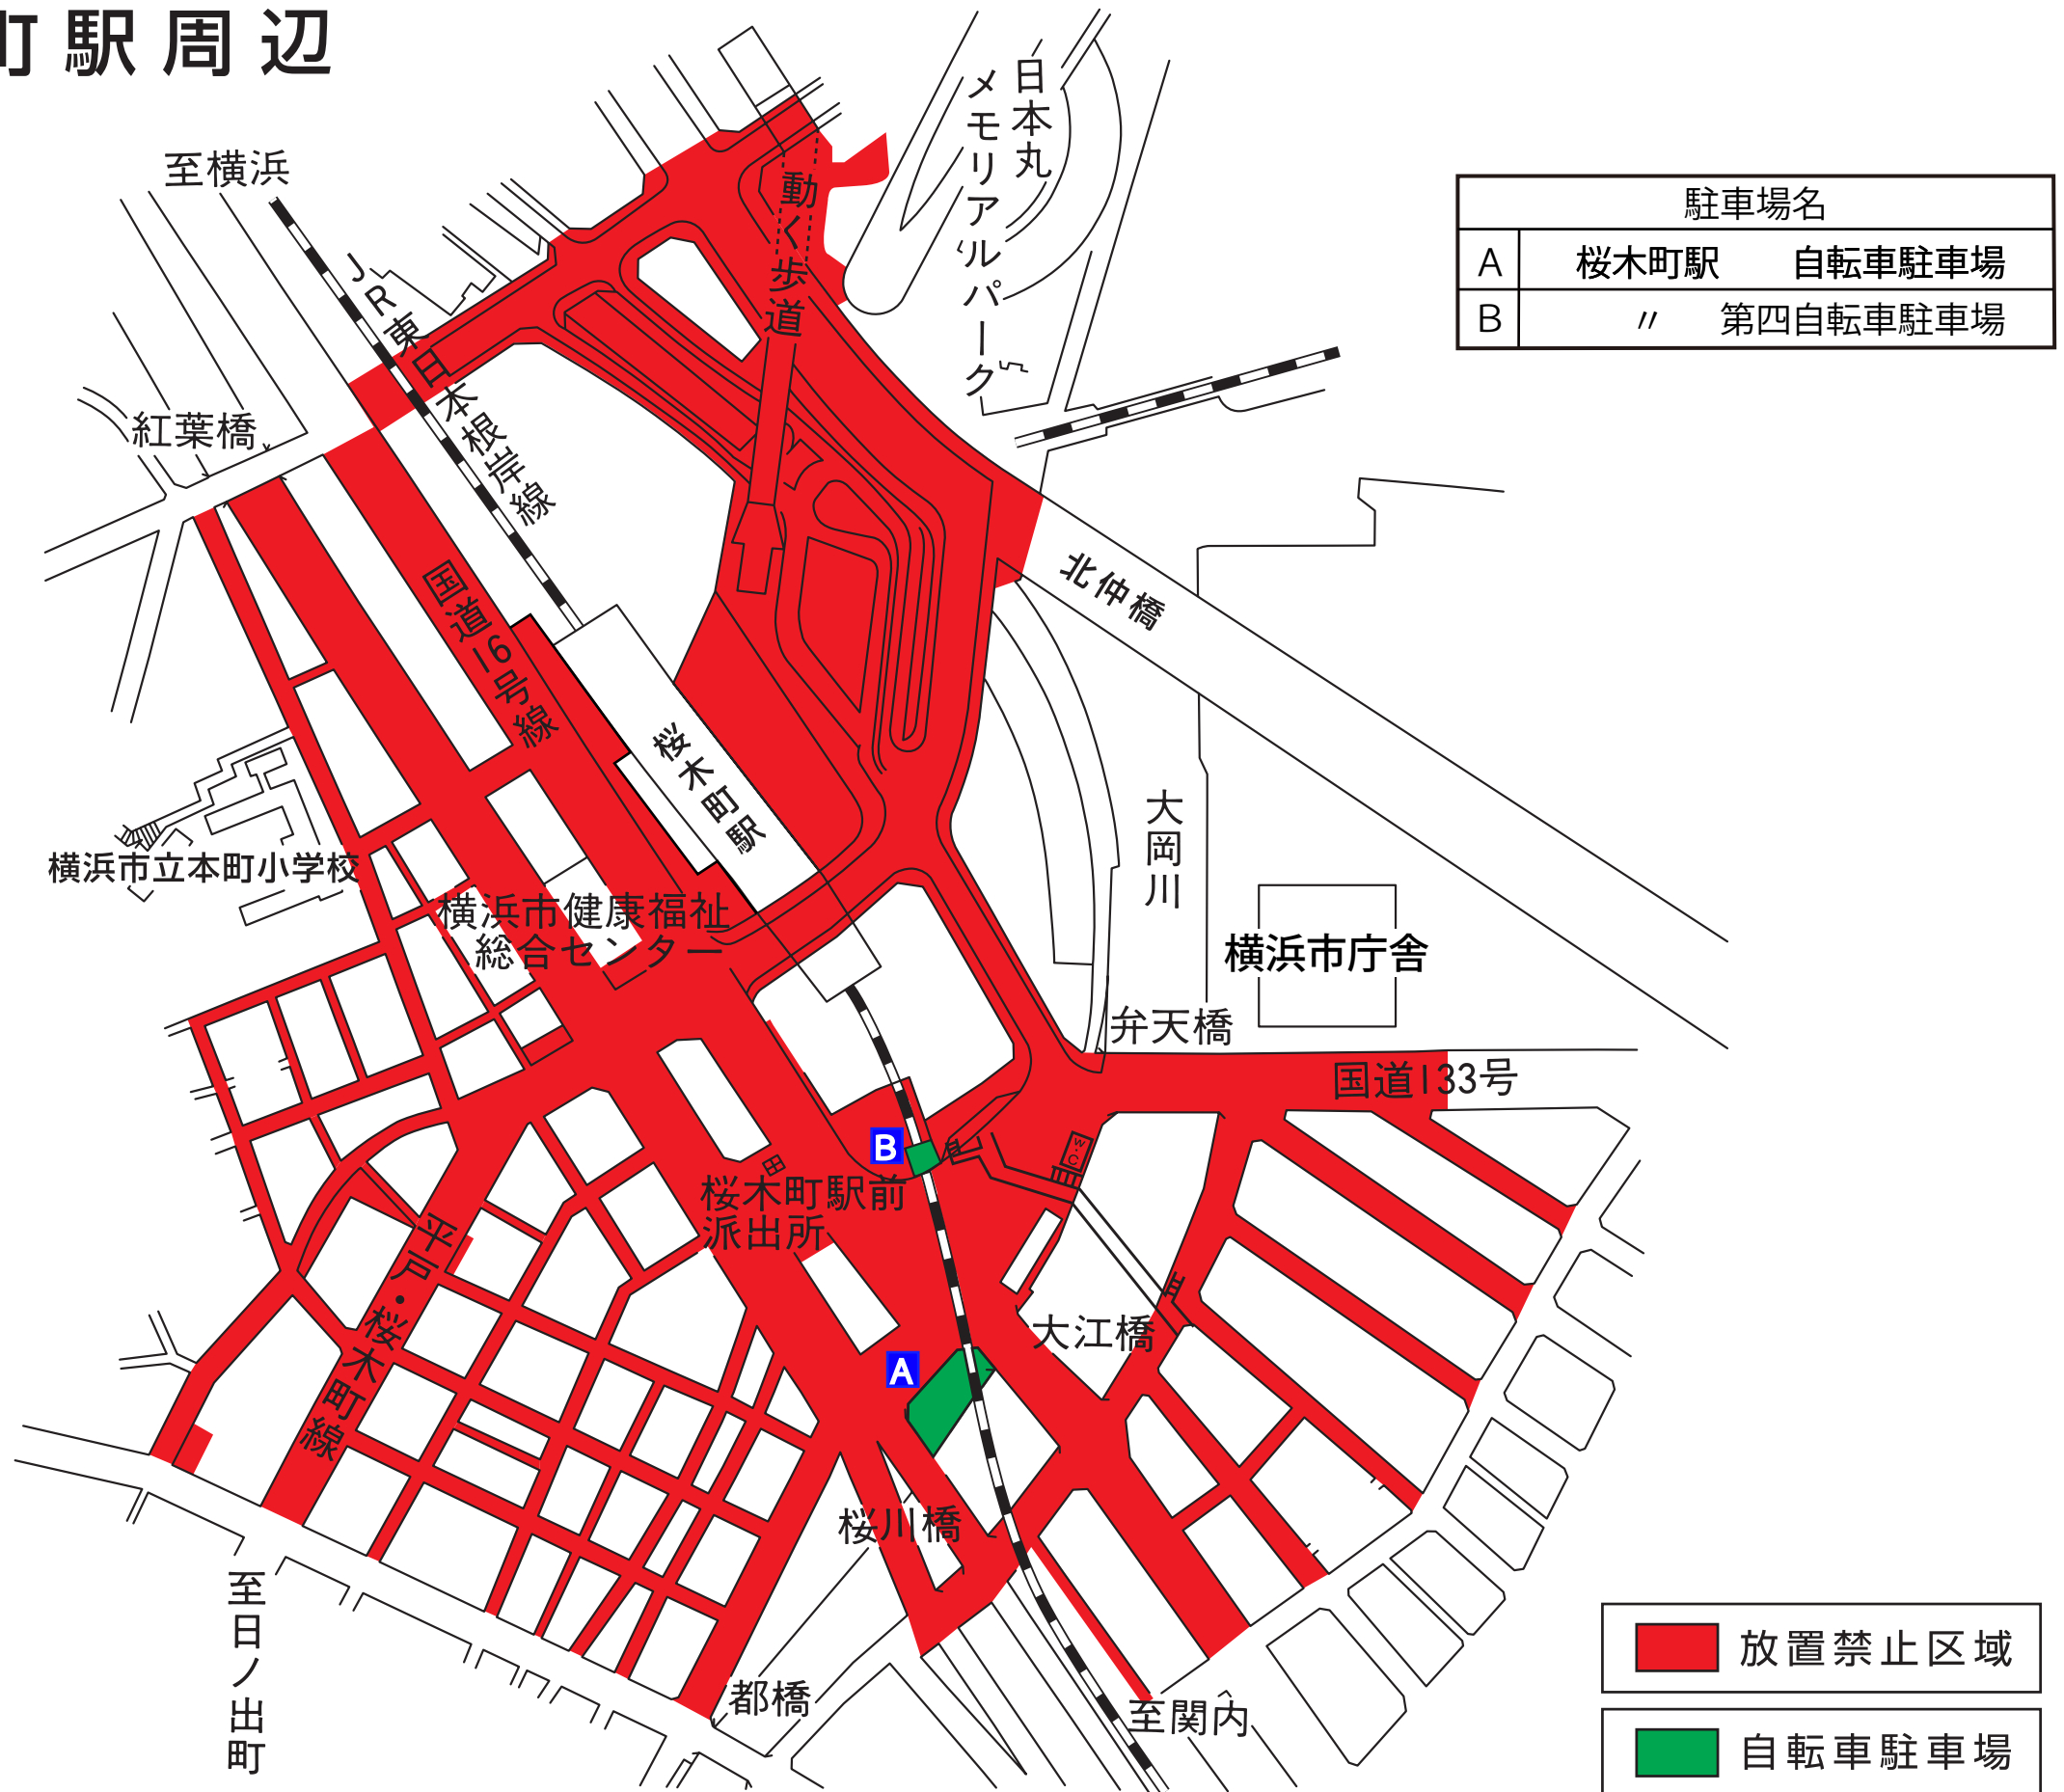 町駅周辺
至横浜
JR東日本根岸線
動く歩道
日本丸
メモリアルパーク
駐車場名
A 桜木町駅 自転車駐車場
B 〃 第四自転車駐車場
紅葉橋
国道16号線
北仲橋
桜木町駅
大岡川
横浜市立本町小学校
横浜市健康福祉
総合センター
横浜市庁舎
弁天橋
国道133号
B
W.C
桜木町駅前
派出所
平戸・桜木町線
大江橋
A
桜川橋
至日ノ出町
都橋
至関内
放置禁止区域
自転車駐車場